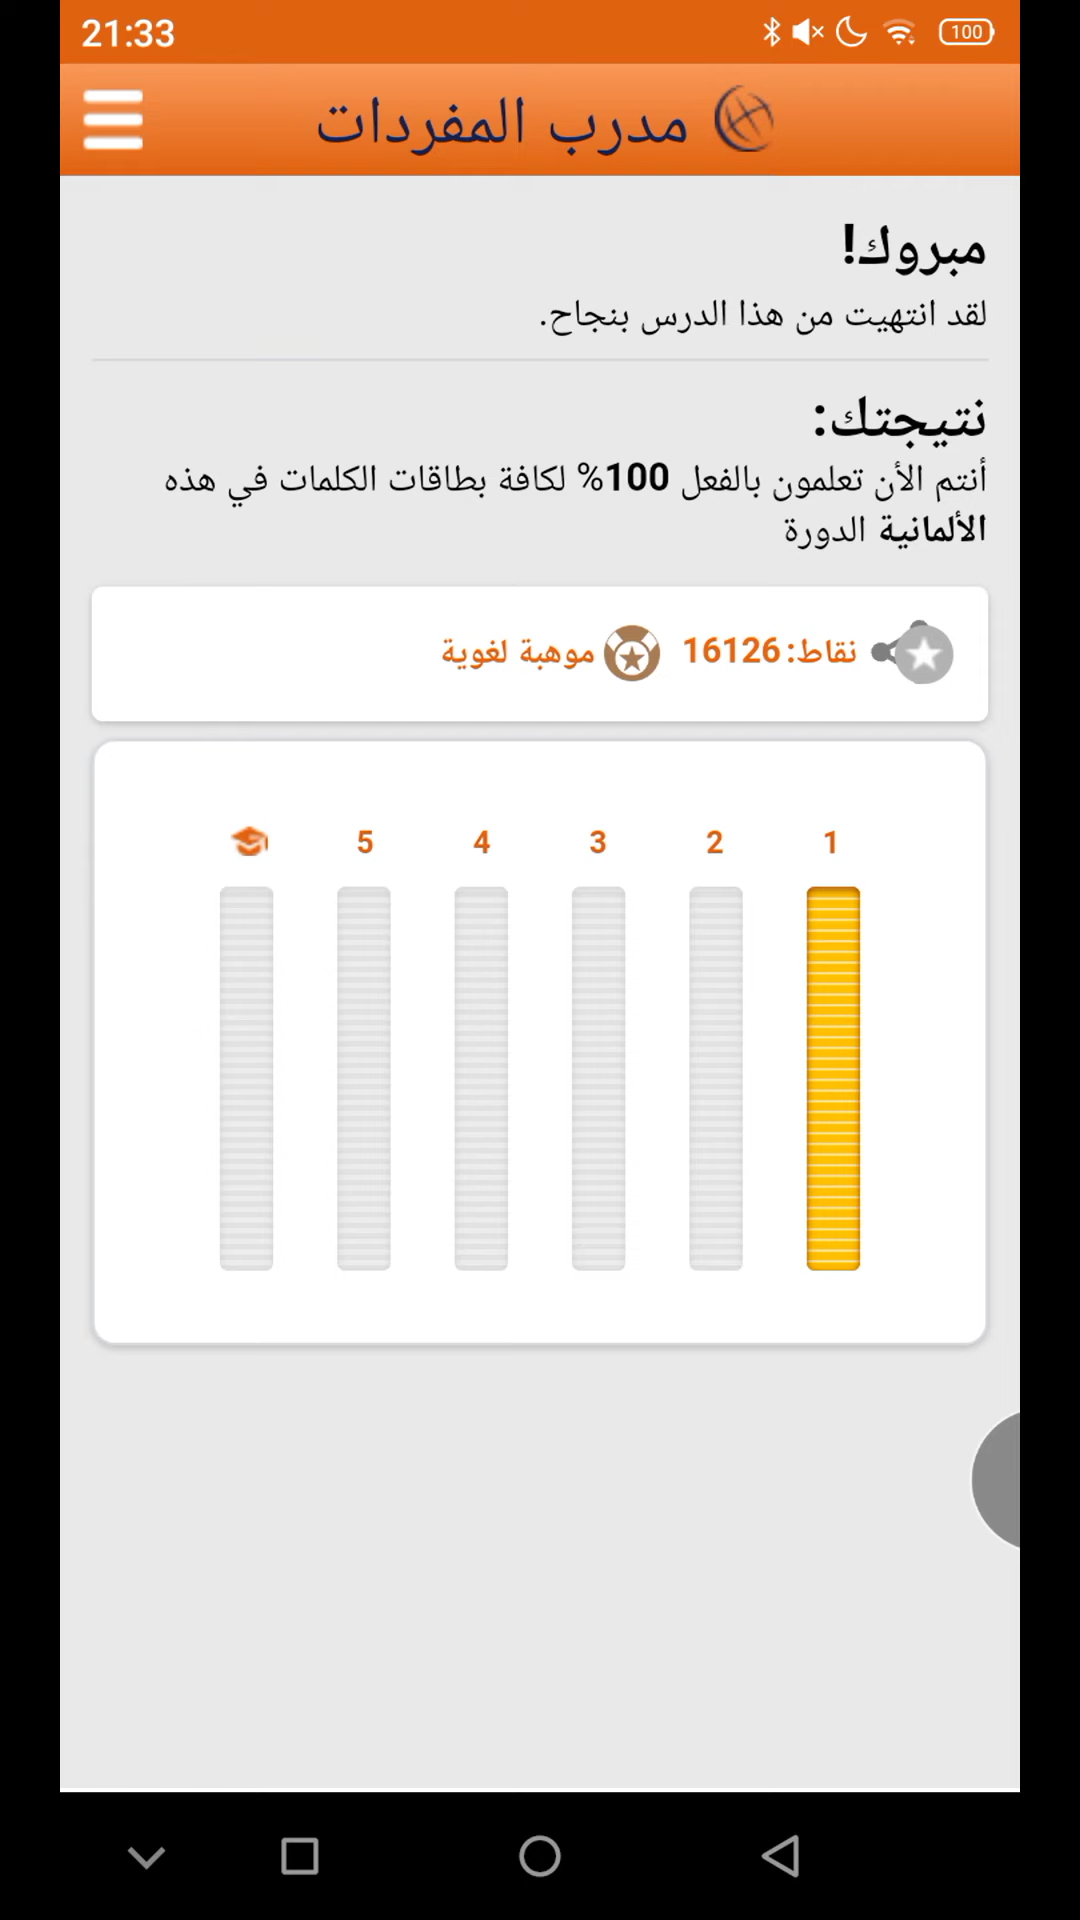 21:33
100
مدرب المفردات
مبروك!
لقد انتهيت من هذا الدرس بنجاح.
نتيجتك:
أنتم الأن تعلمون بالفعل 100% لكافة بطاقات الكلمات في هذه
الألمانية الدورة
نقاط: 16126 موهبة لغوية
1 2 3 4 5